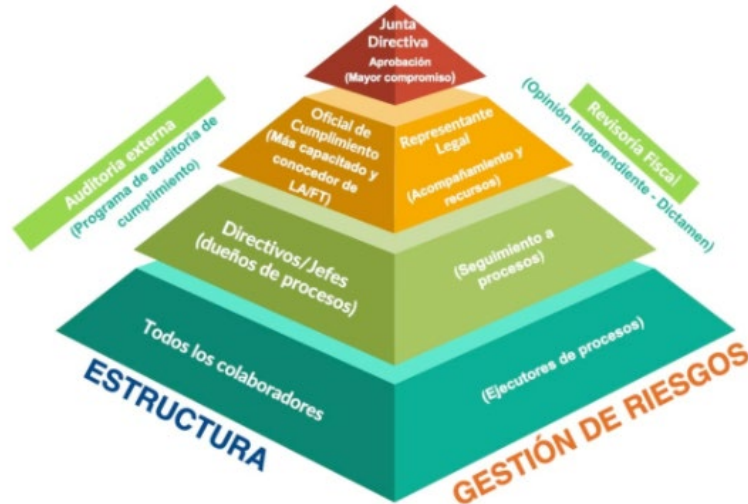 Junta
Directiva
Aprobación
(Mayor compromiso)
Auditoría externa
(Programa de auditoría de
cumplimiento)
Revisoría Fiscal
(Opinión Independiente - Dictamen)
Oficial de
Cumplimiento
(Más capacitado y
conocedor de
LA/FT)
Representante
Legal
(Acompañamiento y
recursos)
Directivos/Jefes
(dueños de procesos)
(Seguimiento a
procesos)
Todos los colaboradores
(Ejecutores de procesos)
ESTRUCTURA
GESTIÓN DE RIESGOS